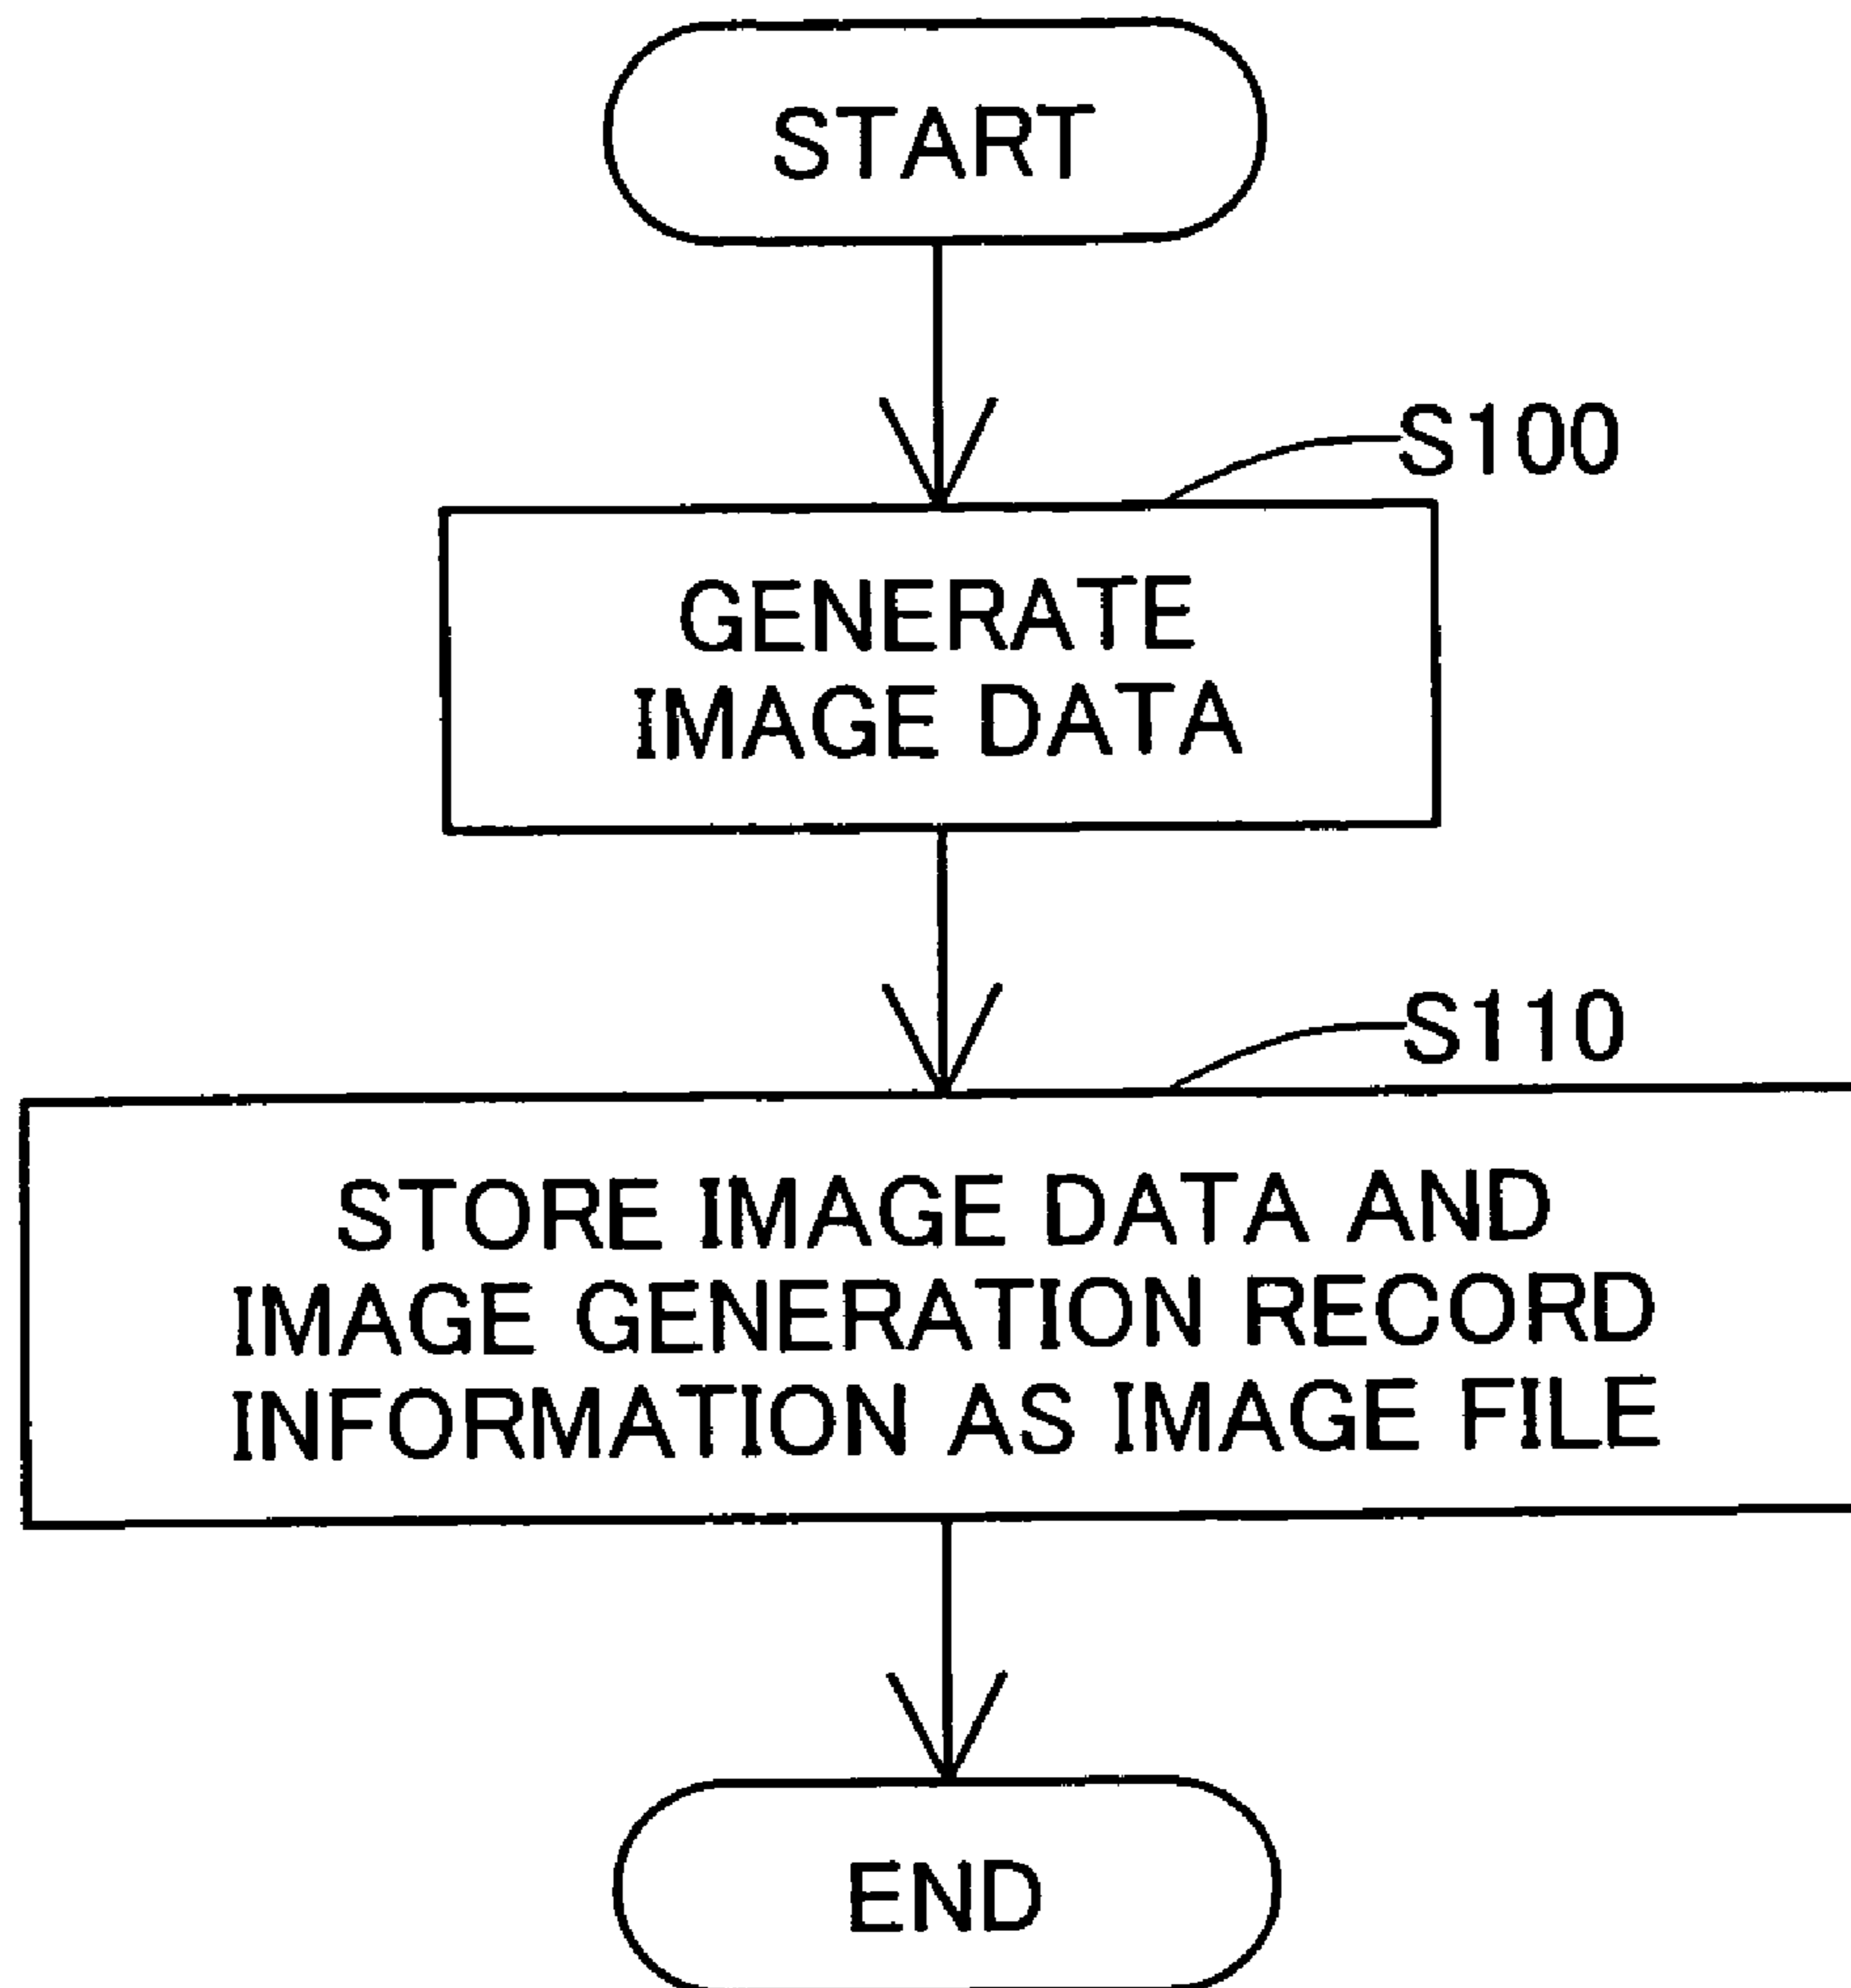 START
S100
GENERATE
IMAGE DATA
S110
STORE IMAGE DATA AND
IMAGE GENERATION RECORD
INFORMATION AS IMAGE FILE
END